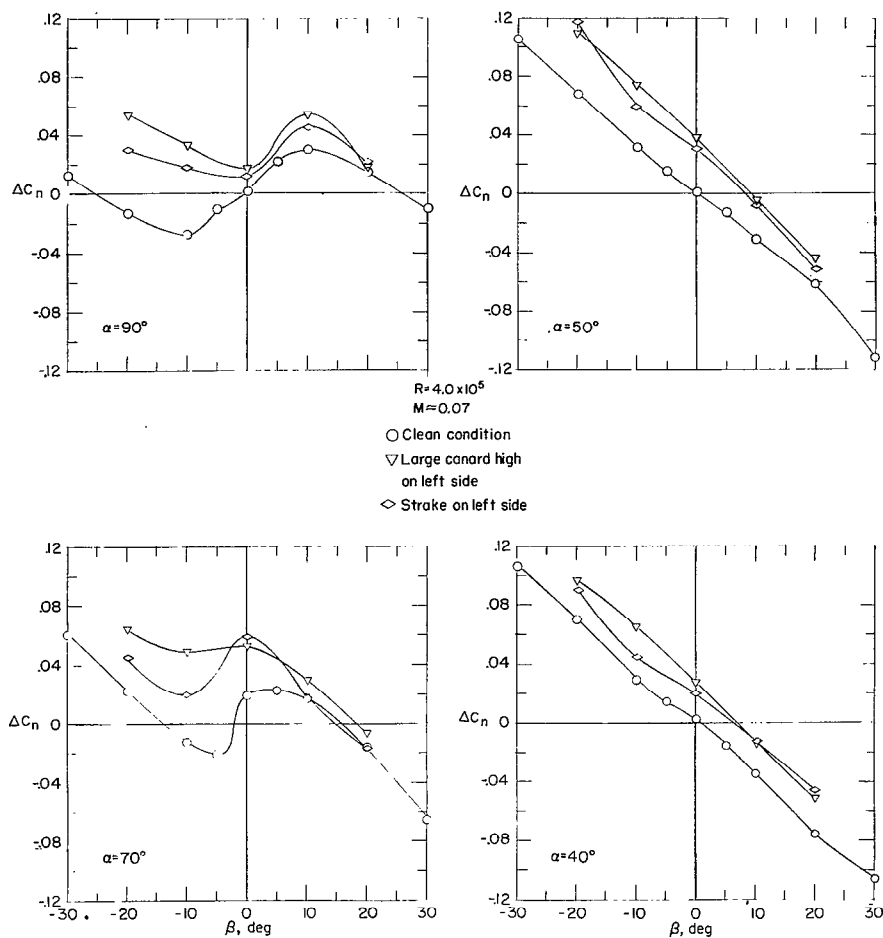 .12
.08
.04
ΔCn 0
-.04
-.08
-.12
α=90°
.12
.08
.04
ΔCn 0
-.04
-.08
-.12
α=50°
R=4.0x10⁵
M≈0.07
○ Clean condition
▽ Large canard high
on left side
◇ Strake on left side
.12
.08
.04
ΔCn 0
-.04
-.08
-.12
α=70°
-30 -20 -10 0 10 20 30
β, deg
.12
.08
.04
ΔCn 0
-.04
-.08
-.12
α=40°
-30 -20 -10 0 10 20 30
β, deg